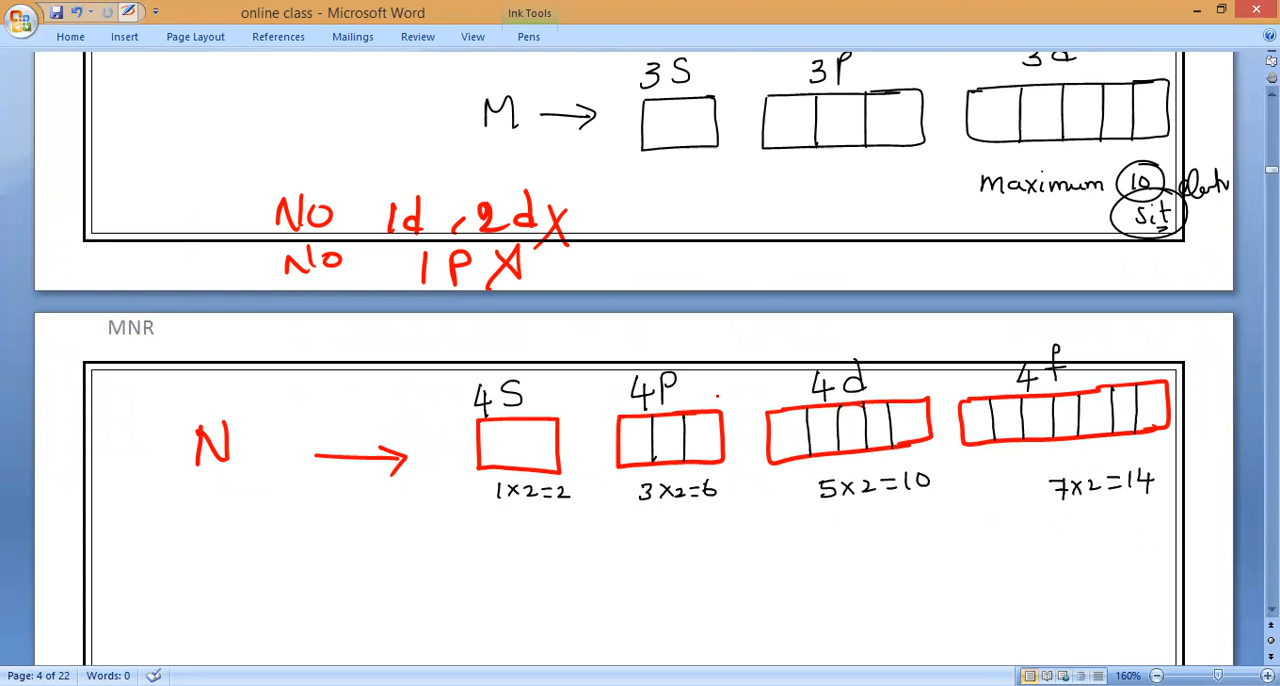 online class - Microsoft Word
Ink Tools
Home Insert Page Layout References Mailings Review View Pens
3S 3P 3d
M →
Maximum 10
sit
NO 1d, 2d X
No 1P X
MNR
4S 4P 4d 4f
N →
1×2=2 3×2=6 5×2=10 7×2=14
Page: 4 of 22 Words: 0 160%